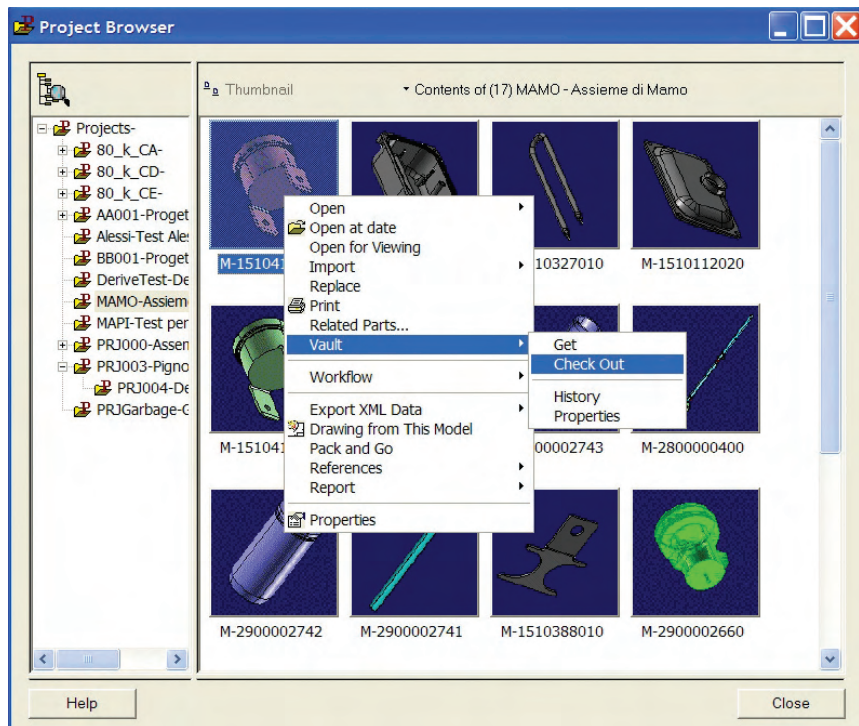 Project Browser
Thumbnail
Contents of (17) MAMO - Assieme di Mamo
Projects-
80_k_CA-
80_k_CD-
80_k_CE-
AA001-Proget
Alessi-Test Ales
BB001-Proget
DeriveTest-De
MAMO-Assiem
MAPI-Test per
PRJ000-Assen
PRJ003-Pigno
PRJ004-De
PRJGarbage-G
M-151041
10327010
M-1510112020
Open
Open at date
Open for Viewing
Import
Replace
Print
Related Parts...
Vault
Workflow
Export XML Data
Drawing from This Model
Pack and Go
References
Report
Properties
Get
Check Out
History
Properties
M-151041
00002743
M-2800000400
M-2900002742
M-2900002741
M-1510388010
M-2900002660
Help
Close